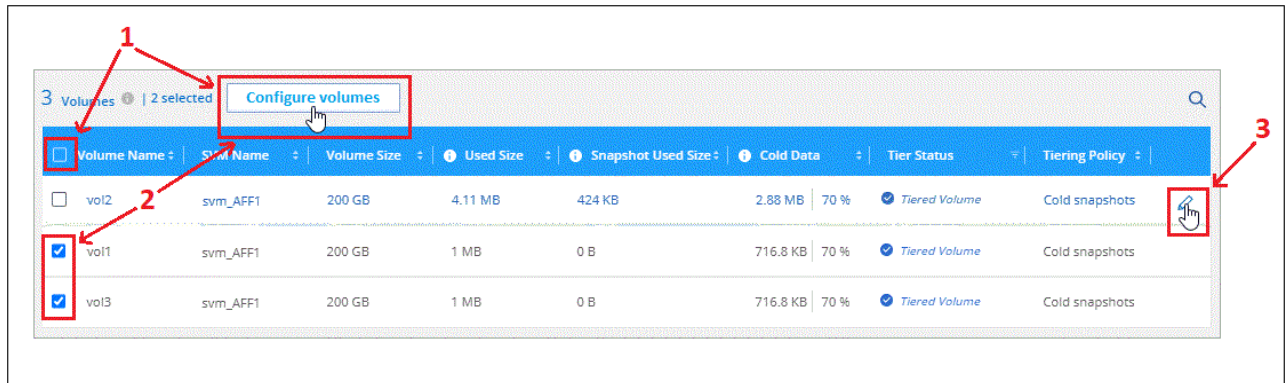 1
3 Volumes | 2 selected Configure volumes
3
Volume Name SVM Name Volume Size Used Size Snapshot Used Size Cold Data Tier Status Tiering Policy
vol2 svm_AFF1 200 GB 4.11 MB 424 KB 2.88 MB 70 % Tiered Volume Cold snapshots
2
vol1 svm_AFF1 200 GB 1 MB 0 B 716.8 KB 70 % Tiered Volume Cold snapshots
vol3 svm_AFF1 200 GB 1 MB 0 B 716.8 KB 70 % Tiered Volume Cold snapshots